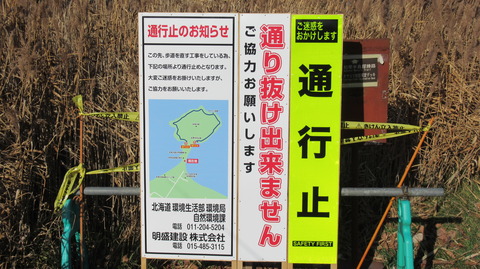 通行止のお知らせ
この先、歩道を直す工事をしている為、
下記の場所より通行止めとなります。
大変ご迷惑をお掛けいたしますが、
ご協力をお願いいたします。
北海道 環境生活部 環境局
自然環境課
電話 011-204-5204
明盛建設 株式会社
電話 015-485-3115
通り抜け出来ません
ご協力お願いします
ご迷惑を
おかけします
通行止
SAFETY FIRST